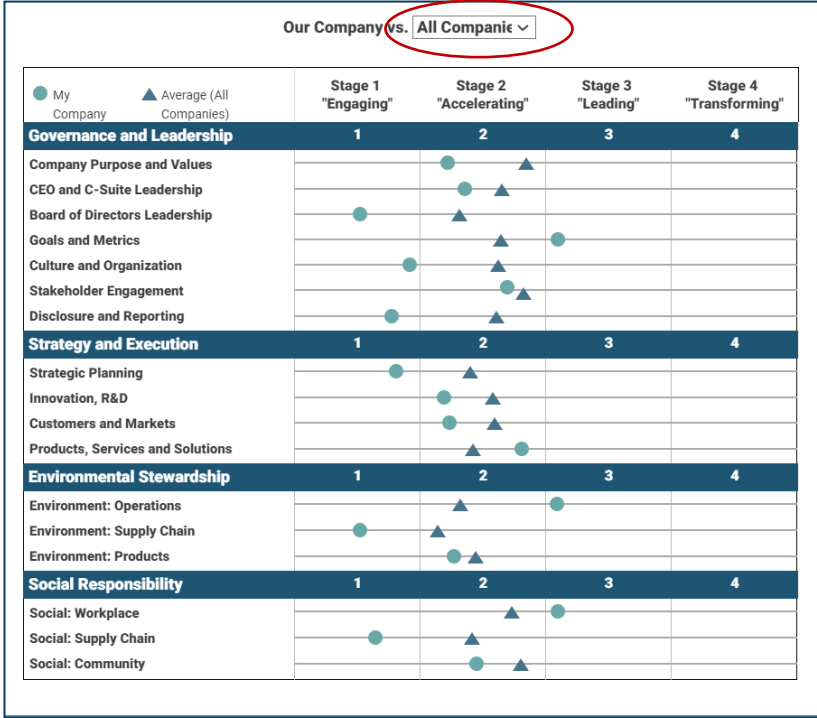 Our Company vs. All Companie
My Company
Average (All Companies)
Stage 1 "Engaging"
Stage 2 "Accelerating"
Stage 3 "Leading"
Stage 4 "Transforming"
Governance and Leadership 1 2 3 4
Company Purpose and Values
CEO and C-Suite Leadership
Board of Directors Leadership
Goals and Metrics
Culture and Organization
Stakeholder Engagement
Disclosure and Reporting
Strategy and Execution 1 2 3 4
Strategic Planning
Innovation, R&D
Customers and Markets
Products, Services and Solutions
Environmental Stewardship 1 2 3 4
Environment: Operations
Environment: Supply Chain
Environment: Products
Social Responsibility 1 2 3 4
Social: Workplace
Social: Supply Chain
Social: Community